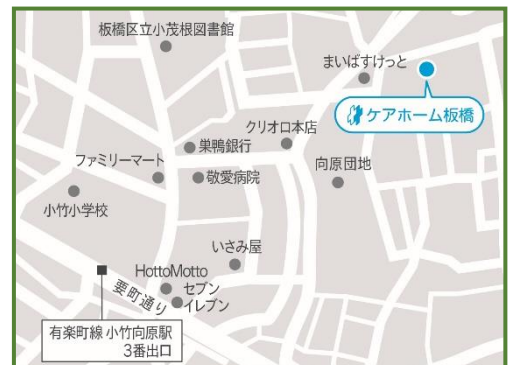 板橋区立小茂根図書館
まいばすけっと
ケアホーム板橋
クリオロ本店
巣鴨銀行
ファミリーマート
敬愛病院
向原団地
小竹小学校
いさみ屋
HottoMotto
セブン
イレブン
要町通り
有楽町線 小竹向原駅
3番出口